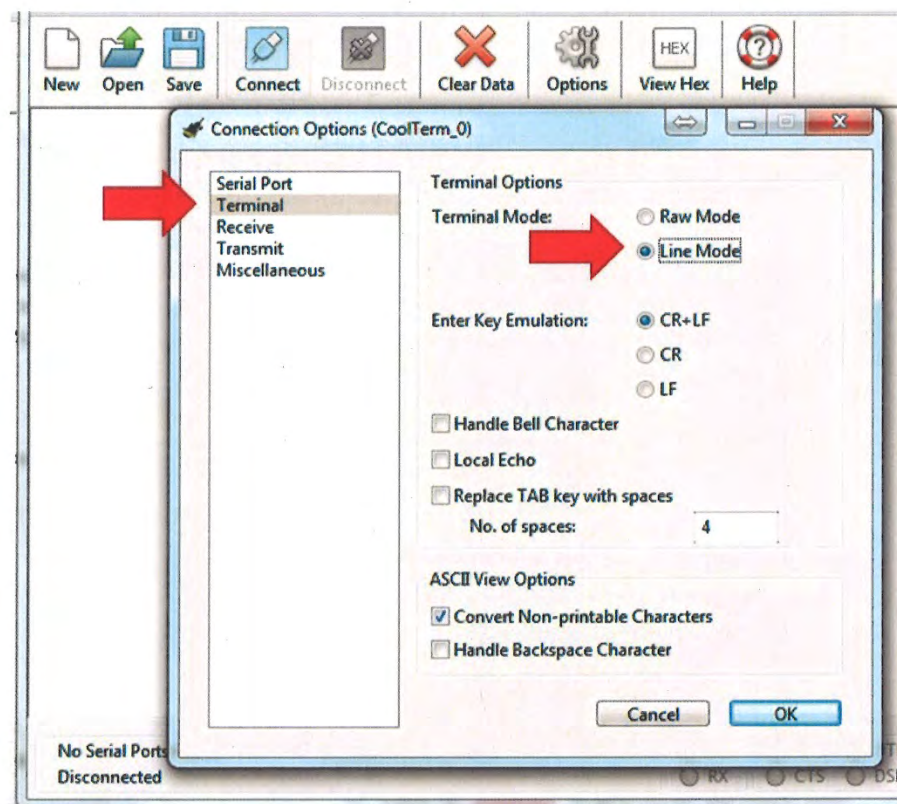 New Open Save Connect Disconnect Clear Data Options HEX View Hex Help
Connection Options (CoolTerm_0)
Serial Port
Terminal
Receive
Transmit
Miscellaneous
Terminal Options
Terminal Mode:
Raw Mode
Line Mode
Enter Key Emulation:
CR+LF
CR
LF
Handle Bell Character
Local Echo
Replace TAB key with spaces
No. of spaces: 4
ASCII View Options
Convert Non-printable Characters
Handle Backspace Character
Cancel OK
No Serial Ports
Disconnected
RX CTS